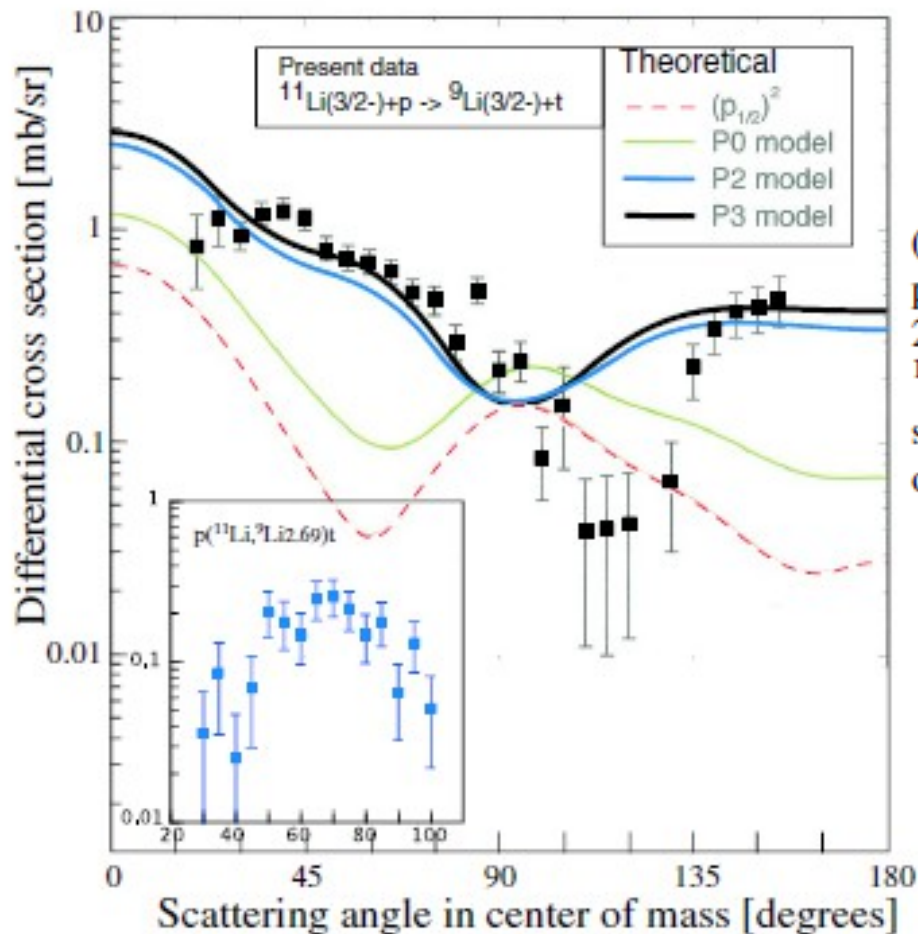 10
1
0.1
0.01
Differential cross section [mb/sr]
Present data
¹¹Li(3/2-)+p -> ⁹Li(3/2-)+t
Theoretical
(p₁/₂)²
P0 model
P2 model
P3 model
1
p(¹¹Li,⁹Li2.69)t
0.1
0.01
20 40 60 80 100
0 45 90 135 180
Scattering angle in center of mass [degrees]